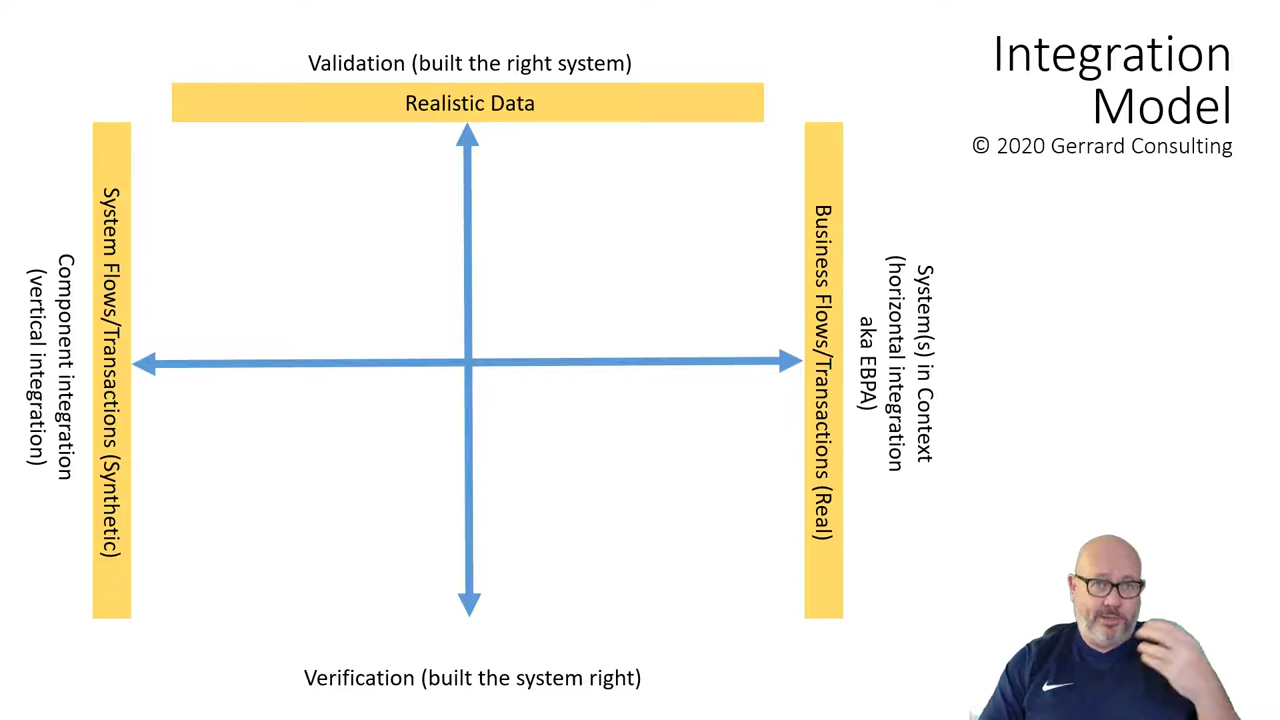 Integration
Model
© 2020 Gerrard Consulting
Validation (built the right system)
Realistic Data
Component integration
(vertical integration)
System Flows/Transactions (Synthetic)
Business Flows/Transactions (Real)
System(s) in Context
(horizontal integration
aka EBPA)
Verification (built the system right)